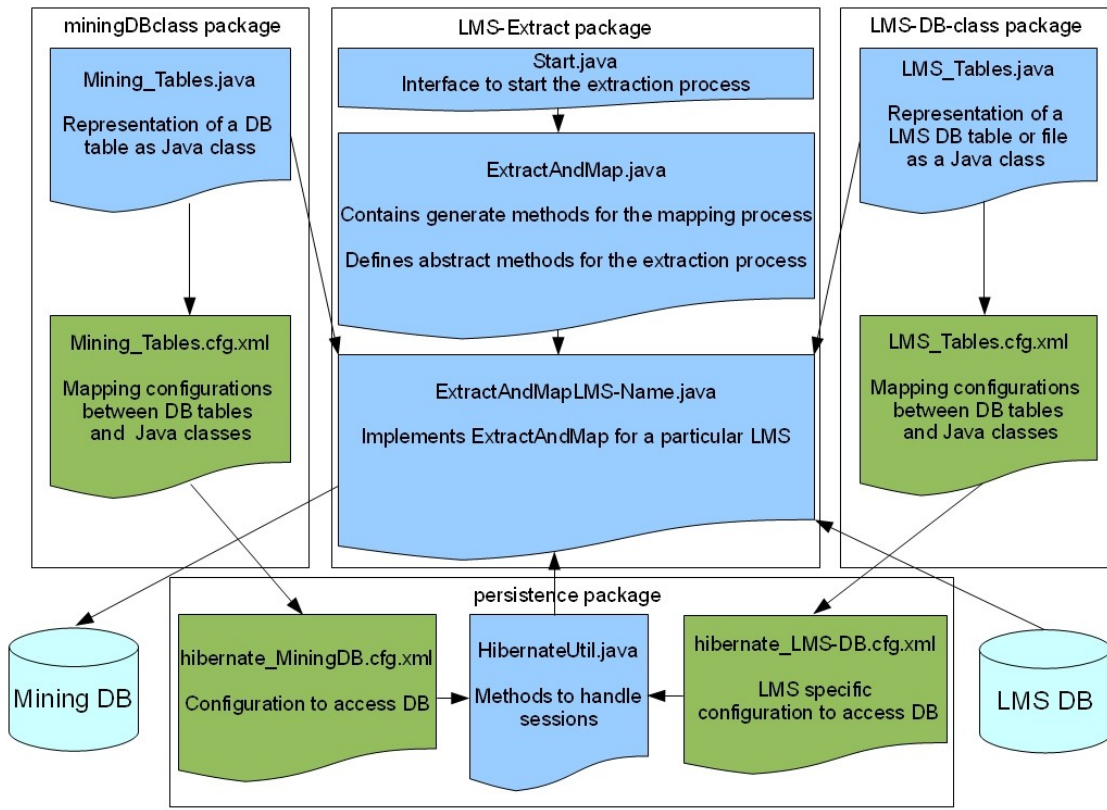 miningDBclass package
Mining_Tables.java
Representation of a DB
table as Java class
Mining_Tables.cfg.xml
Mapping configurations
between DB tables
and Java classes
LMS-Extract package
Start.java
Interface to start the extraction process
ExtractAndMap.java
Contains generate methods for the mapping process
Defines abstract methods for the extraction process
ExtractAndMapLMS-Name.java
Implements ExtractAndMap for a particular LMS
LMS-DB-class package
LMS_Tables.java
Representation of a
LMS DB table or file
as a Java class
LMS_Tables.cfg.xml
Mapping configurations
between DB tables
and Java classes
persistence package
Mining DB
hibernate_MiningDB.cfg.xml
Configuration to access DB
HibernateUtil.java
Methods to handle
sessions
hibernate_LMS-DB.cfg.xml
LMS specific
configuration to access DB
LMS DB